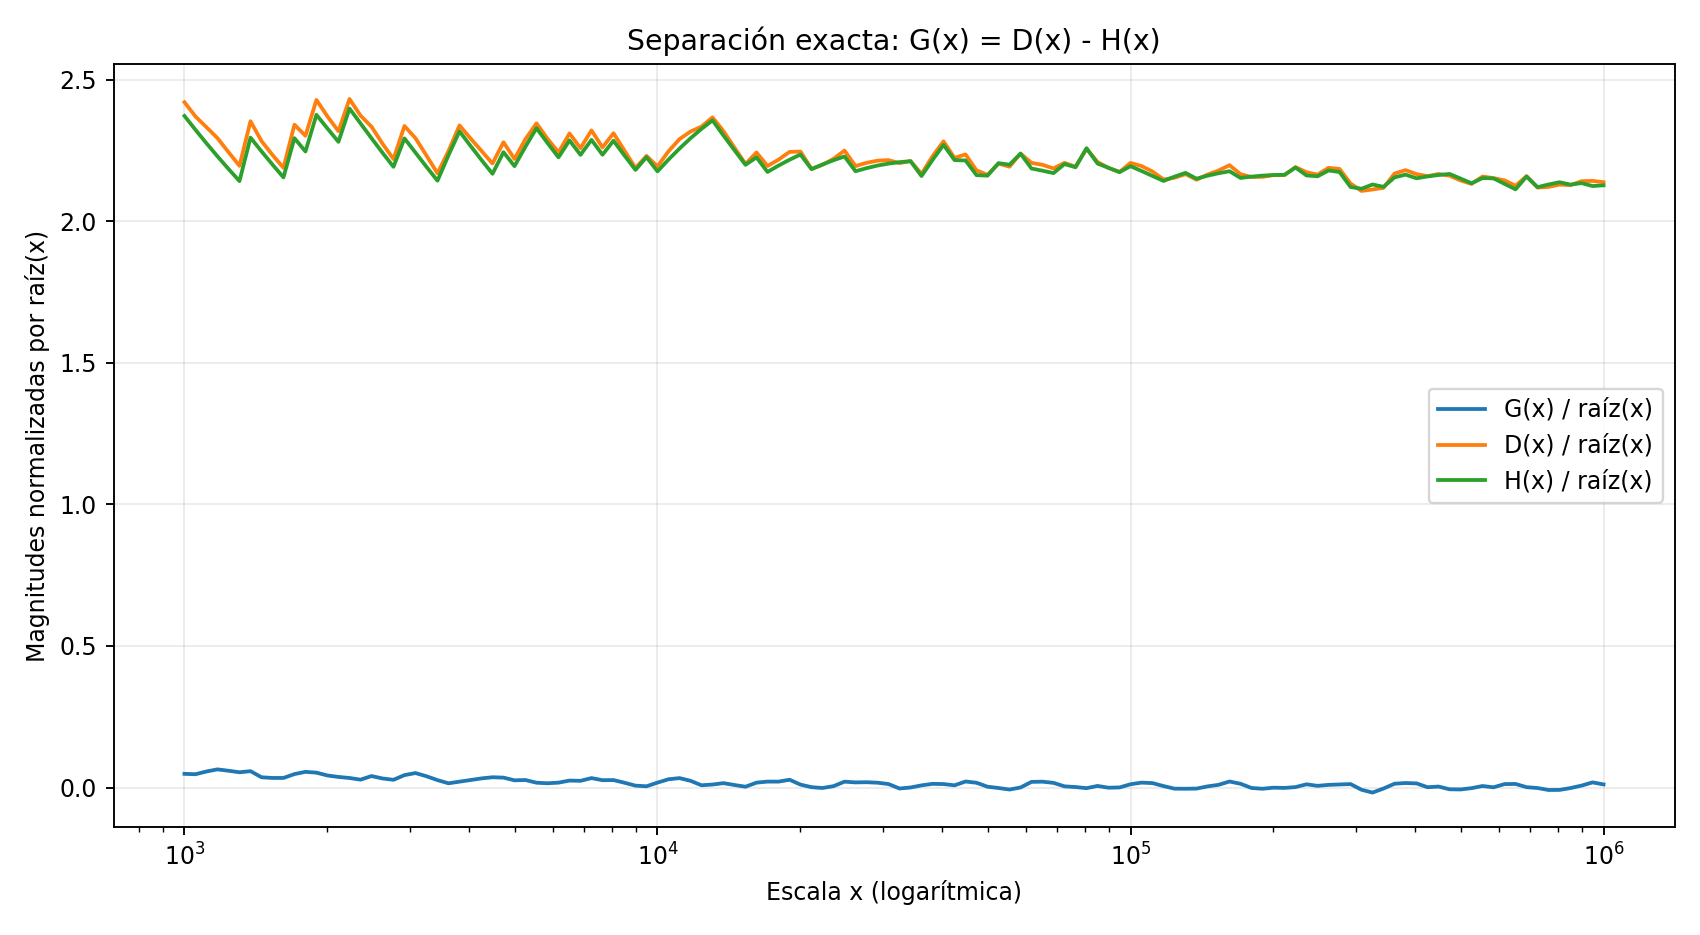 Separación exacta: G(x) = D(x) - H(x)
Magnitudes normalizadas por raíz(x)
2.5
2.0
1.5
1.0
0.5
0.0
G(x) / raíz(x)
D(x) / raíz(x)
H(x) / raíz(x)
10³ 10⁴ 10⁵ 10⁶
Escala x (logarítmica)